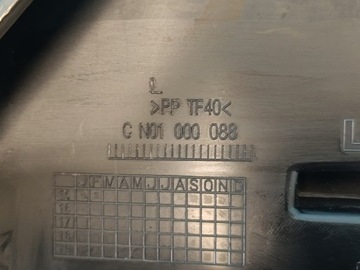 >PP TF40<
C N01 000 088
J F M A M J J A S O N D